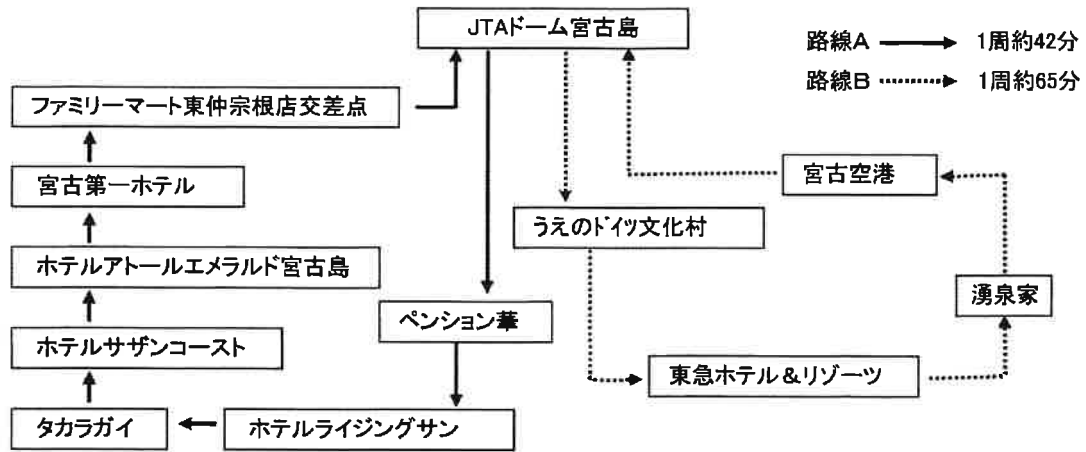 JTAドーム宮古島
路線A 1周約42分
路線B 1周約65分
ファミリーマート東仲宗根店交差点
宮古空港
宮古第一ホテル
うえのドイツ文化村
ホテルアトールエメラルド宮古島
湧泉家
ペンション華
ホテルサザンコースト
東急ホテル&リゾーツ
タカラガイ
ホテルライジングサン